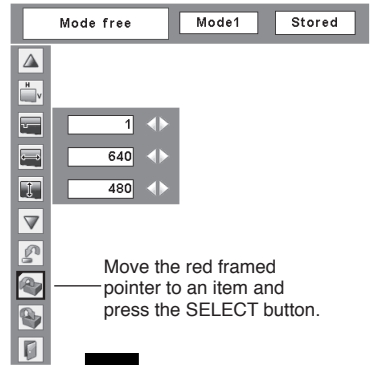 Mode free Mode1 Stored
H
V
1
640
480
Move the red framed
pointer to an item and
press the SELECT button.